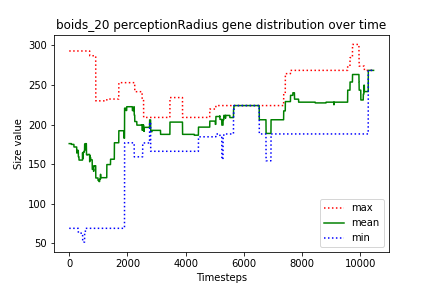 boids_20 perceptionRadius gene distribution over time
Size value
300
250
200
150
100
50
max
mean
min
0 2000 4000 6000 8000 10000
Timesteps